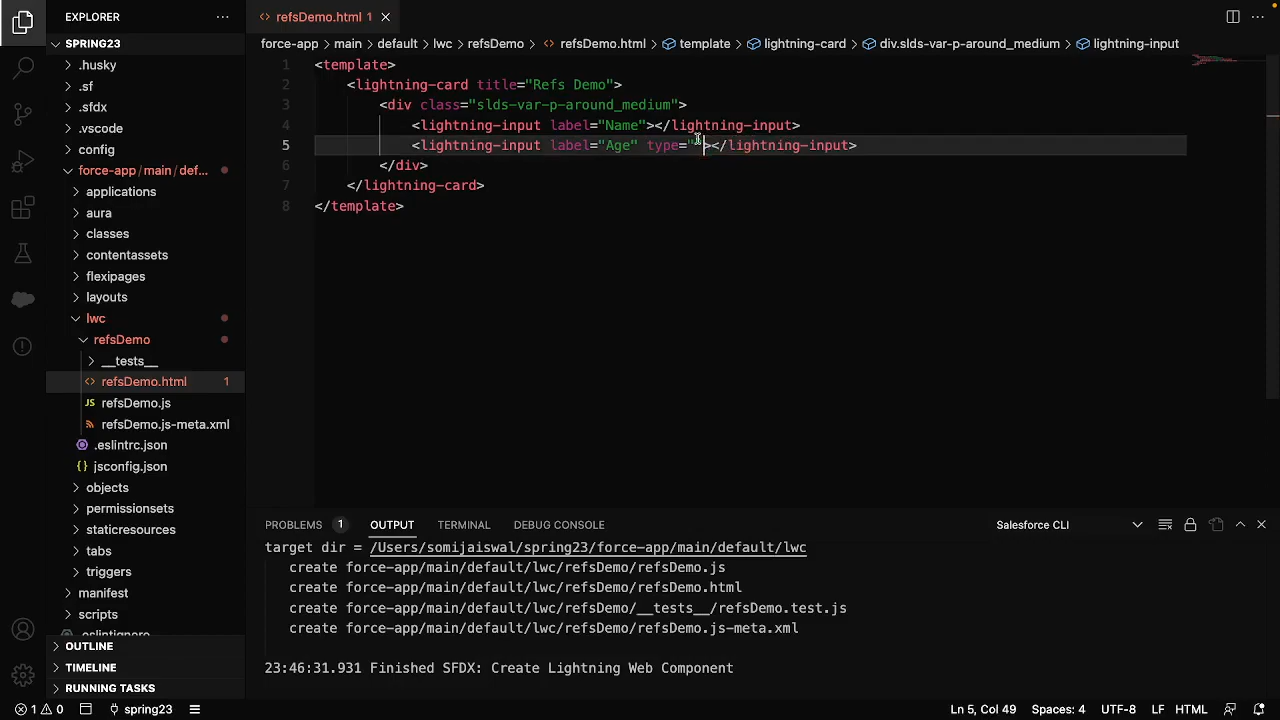 EXPLORER
SPRING23
.husky
.sf
.sfdx
.vscode
config
force-app / main / def...
applications
aura
classes
contentassets
flexipages
layouts
lwc
refsDemo
__tests__
refsDemo.html 1
refsDemo.js
refsDemo.js-meta.xml
.eslintrc.json
jsconfig.json
objects
permissionsets
staticresources
tabs
triggers
manifest
scripts
.eslintignore
OUTLINE
TIMELINE
RUNNING TASKS
refsDemo.html 1
force-app > main > default > lwc > refsDemo > refsDemo.html > template > lightning-card > div.slds-var-p-around_medium > lightning-input
1 <template>
2 <lightning-card title="Refs Demo">
3 <div class="slds-var-p-around_medium">
4 <lightning-input label="Name"></lightning-input>
5 <lightning-input label="Age" type=""></lightning-input>
6 </div>
7 </lightning-card>
8 </template>
PROBLEMS 1 OUTPUT TERMINAL DEBUG CONSOLE Salesforce CLI
target dir = /Users/somijaiswal/spring23/force-app/main/default/lwc
create force-app/main/default/lwc/refsDemo/refsDemo.js
create force-app/main/default/lwc/refsDemo/refsDemo.html
create force-app/main/default/lwc/refsDemo/__tests__/refsDemo.test.js
create force-app/main/default/lwc/refsDemo/refsDemo.js-meta.xml
23:46:31.931 Finished SFDX: Create Lightning Web Component
1 0 spring23 Ln 5, Col 49 Spaces: 4 UTF-8 LF HTML